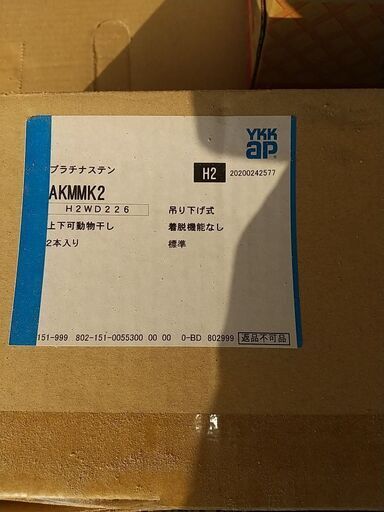 YKK
ap
プラチナステン
H2 20200242577
AKMMK2
H2WD226
吊り下げ式
上下可動物干し
着脱機能なし
2本入り
標準
151-999 802-151-0055300 00 00 0-BD 802999 返品不可品